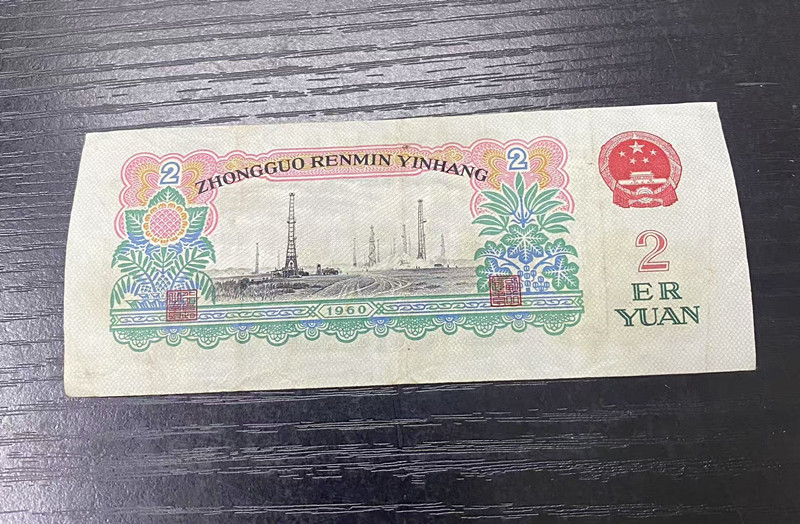 2 2
ZHONGGUO RENMIN YINHANG
1960
2
ER
YUAN